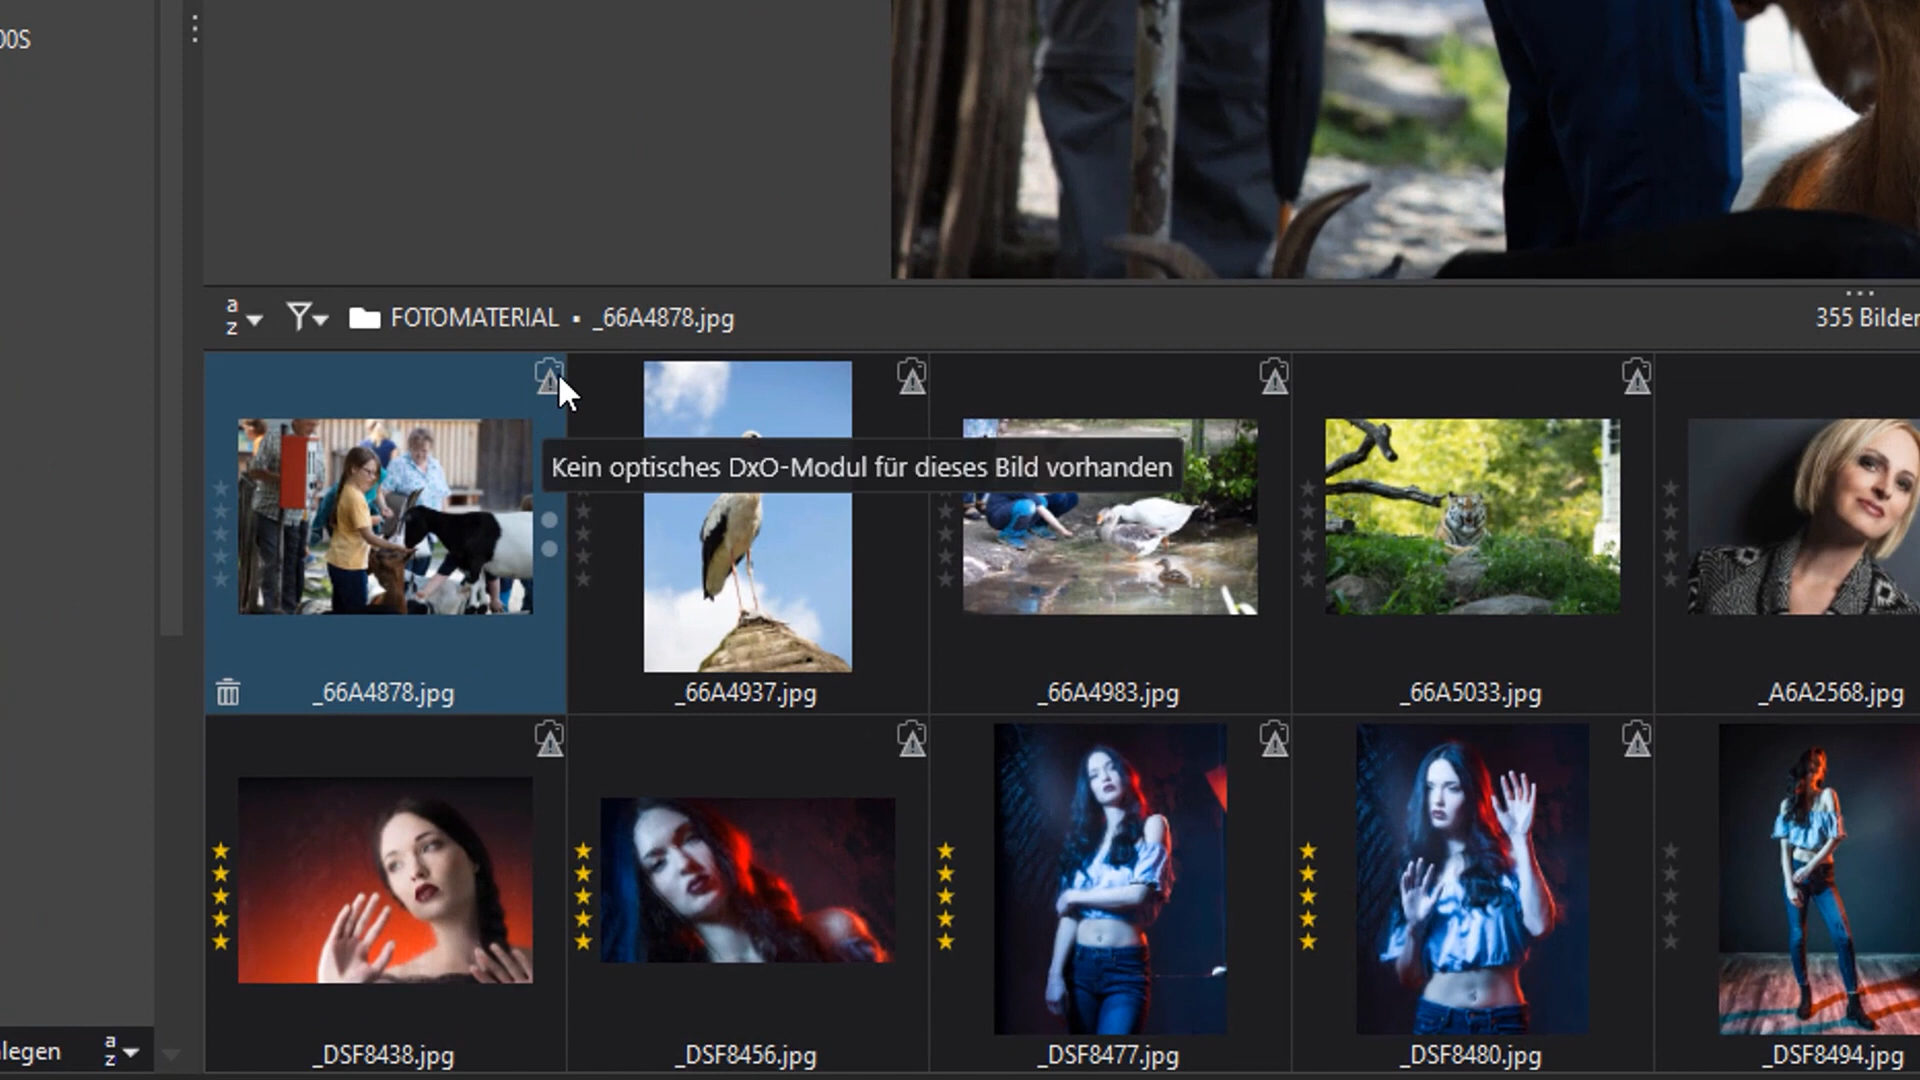 FOTOMATERIAL ▪ _66A4878.jpg
355 Bilder
Kein optisches DxO-Modul für dieses Bild vorhanden
_66A4878.jpg
_66A4937.jpg
_66A4983.jpg
_66A5033.jpg
_A6A2568.jpg
_DSF8438.jpg
_DSF8456.jpg
_DSF8477.jpg
_DSF8480.jpg
_DSF8494.jpg
legen
a
z
a
z